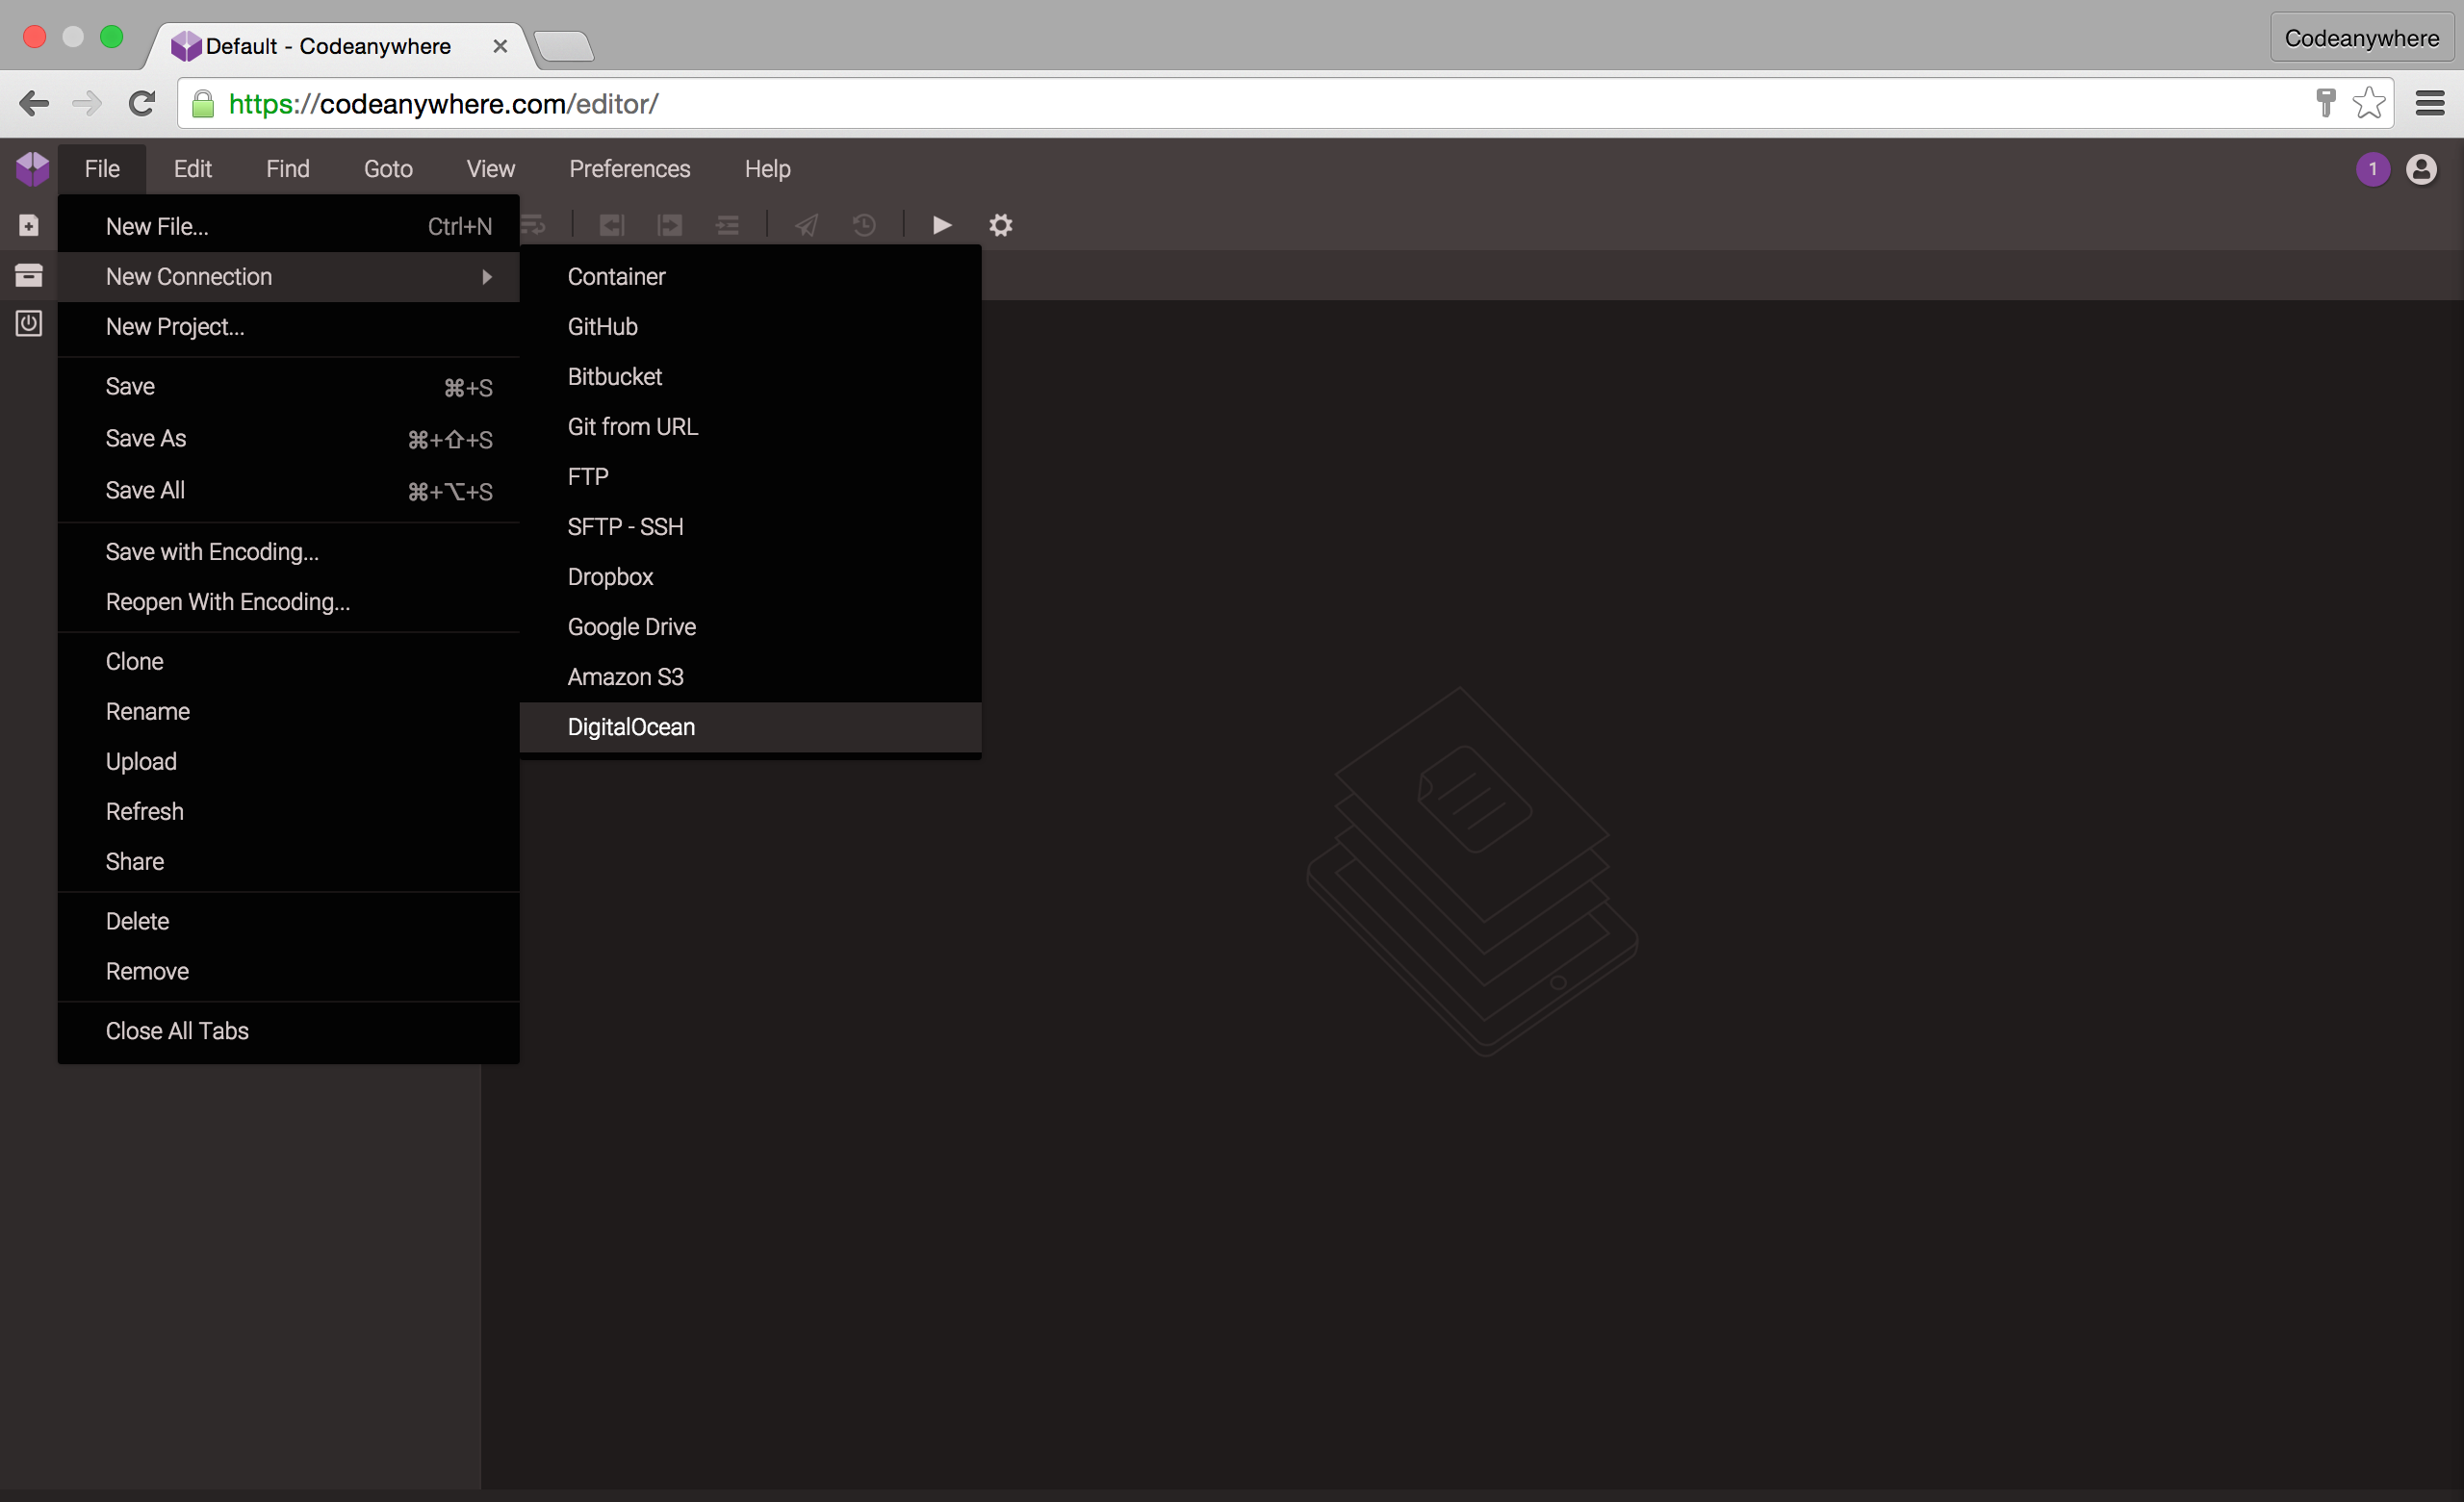 Default - Codeanywhere
Codeanywhere
https://codeanywhere.com/editor/
File Edit Find Goto View Preferences Help 1
New File... Ctrl+N
New Connection
New Project...
Save ⌘+S
Save As ⌘+⇧+S
Save All ⌘+⌥+S
Save with Encoding...
Reopen With Encoding...
Clone
Rename
Upload
Refresh
Share
Delete
Remove
Close All Tabs
Container
GitHub
Bitbucket
Git from URL
FTP
SFTP - SSH
Dropbox
Google Drive
Amazon S3
DigitalOcean